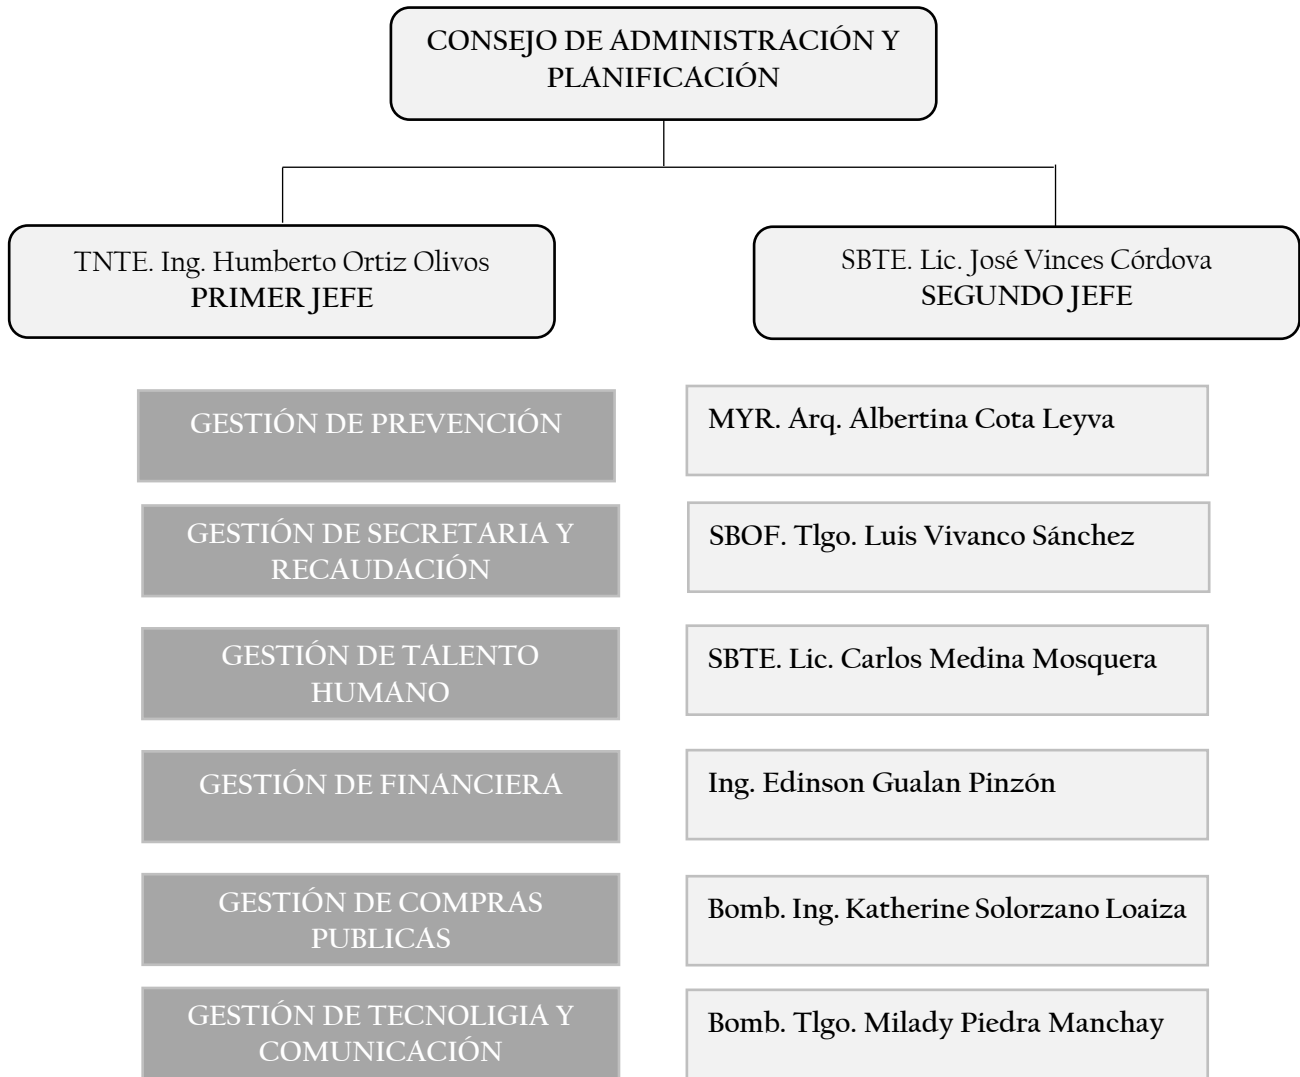 CONSEJO DE ADMINISTRACIÓN Y
PLANIFICACIÓN
TNTE. Ing. Humberto Ortiz Olivos
PRIMER JEFE
SBTE. Lic. José Vinces Córdova
SEGUNDO JEFE
GESTIÓN DE PREVENCIÓN
MYR. Arq. Albertina Cota Leyva
GESTIÓN DE SECRETARIA Y
RECAUDACIÓN
SBOF. Tlgo. Luis Vivanco Sánchez
GESTIÓN DE TALENTO
HUMANO
SBTE. Lic. Carlos Medina Mosquera
GESTIÓN DE FINANCIERA
Ing. Edinson Gualan Pinzón
GESTIÓN DE COMPRAS
PUBLICAS
Bomb. Ing. Katherine Solorzano Loaiza
GESTIÓN DE TECNOLIGIA Y
COMUNICACIÓN
Bomb. Tlgo. Milady Piedra Manchay